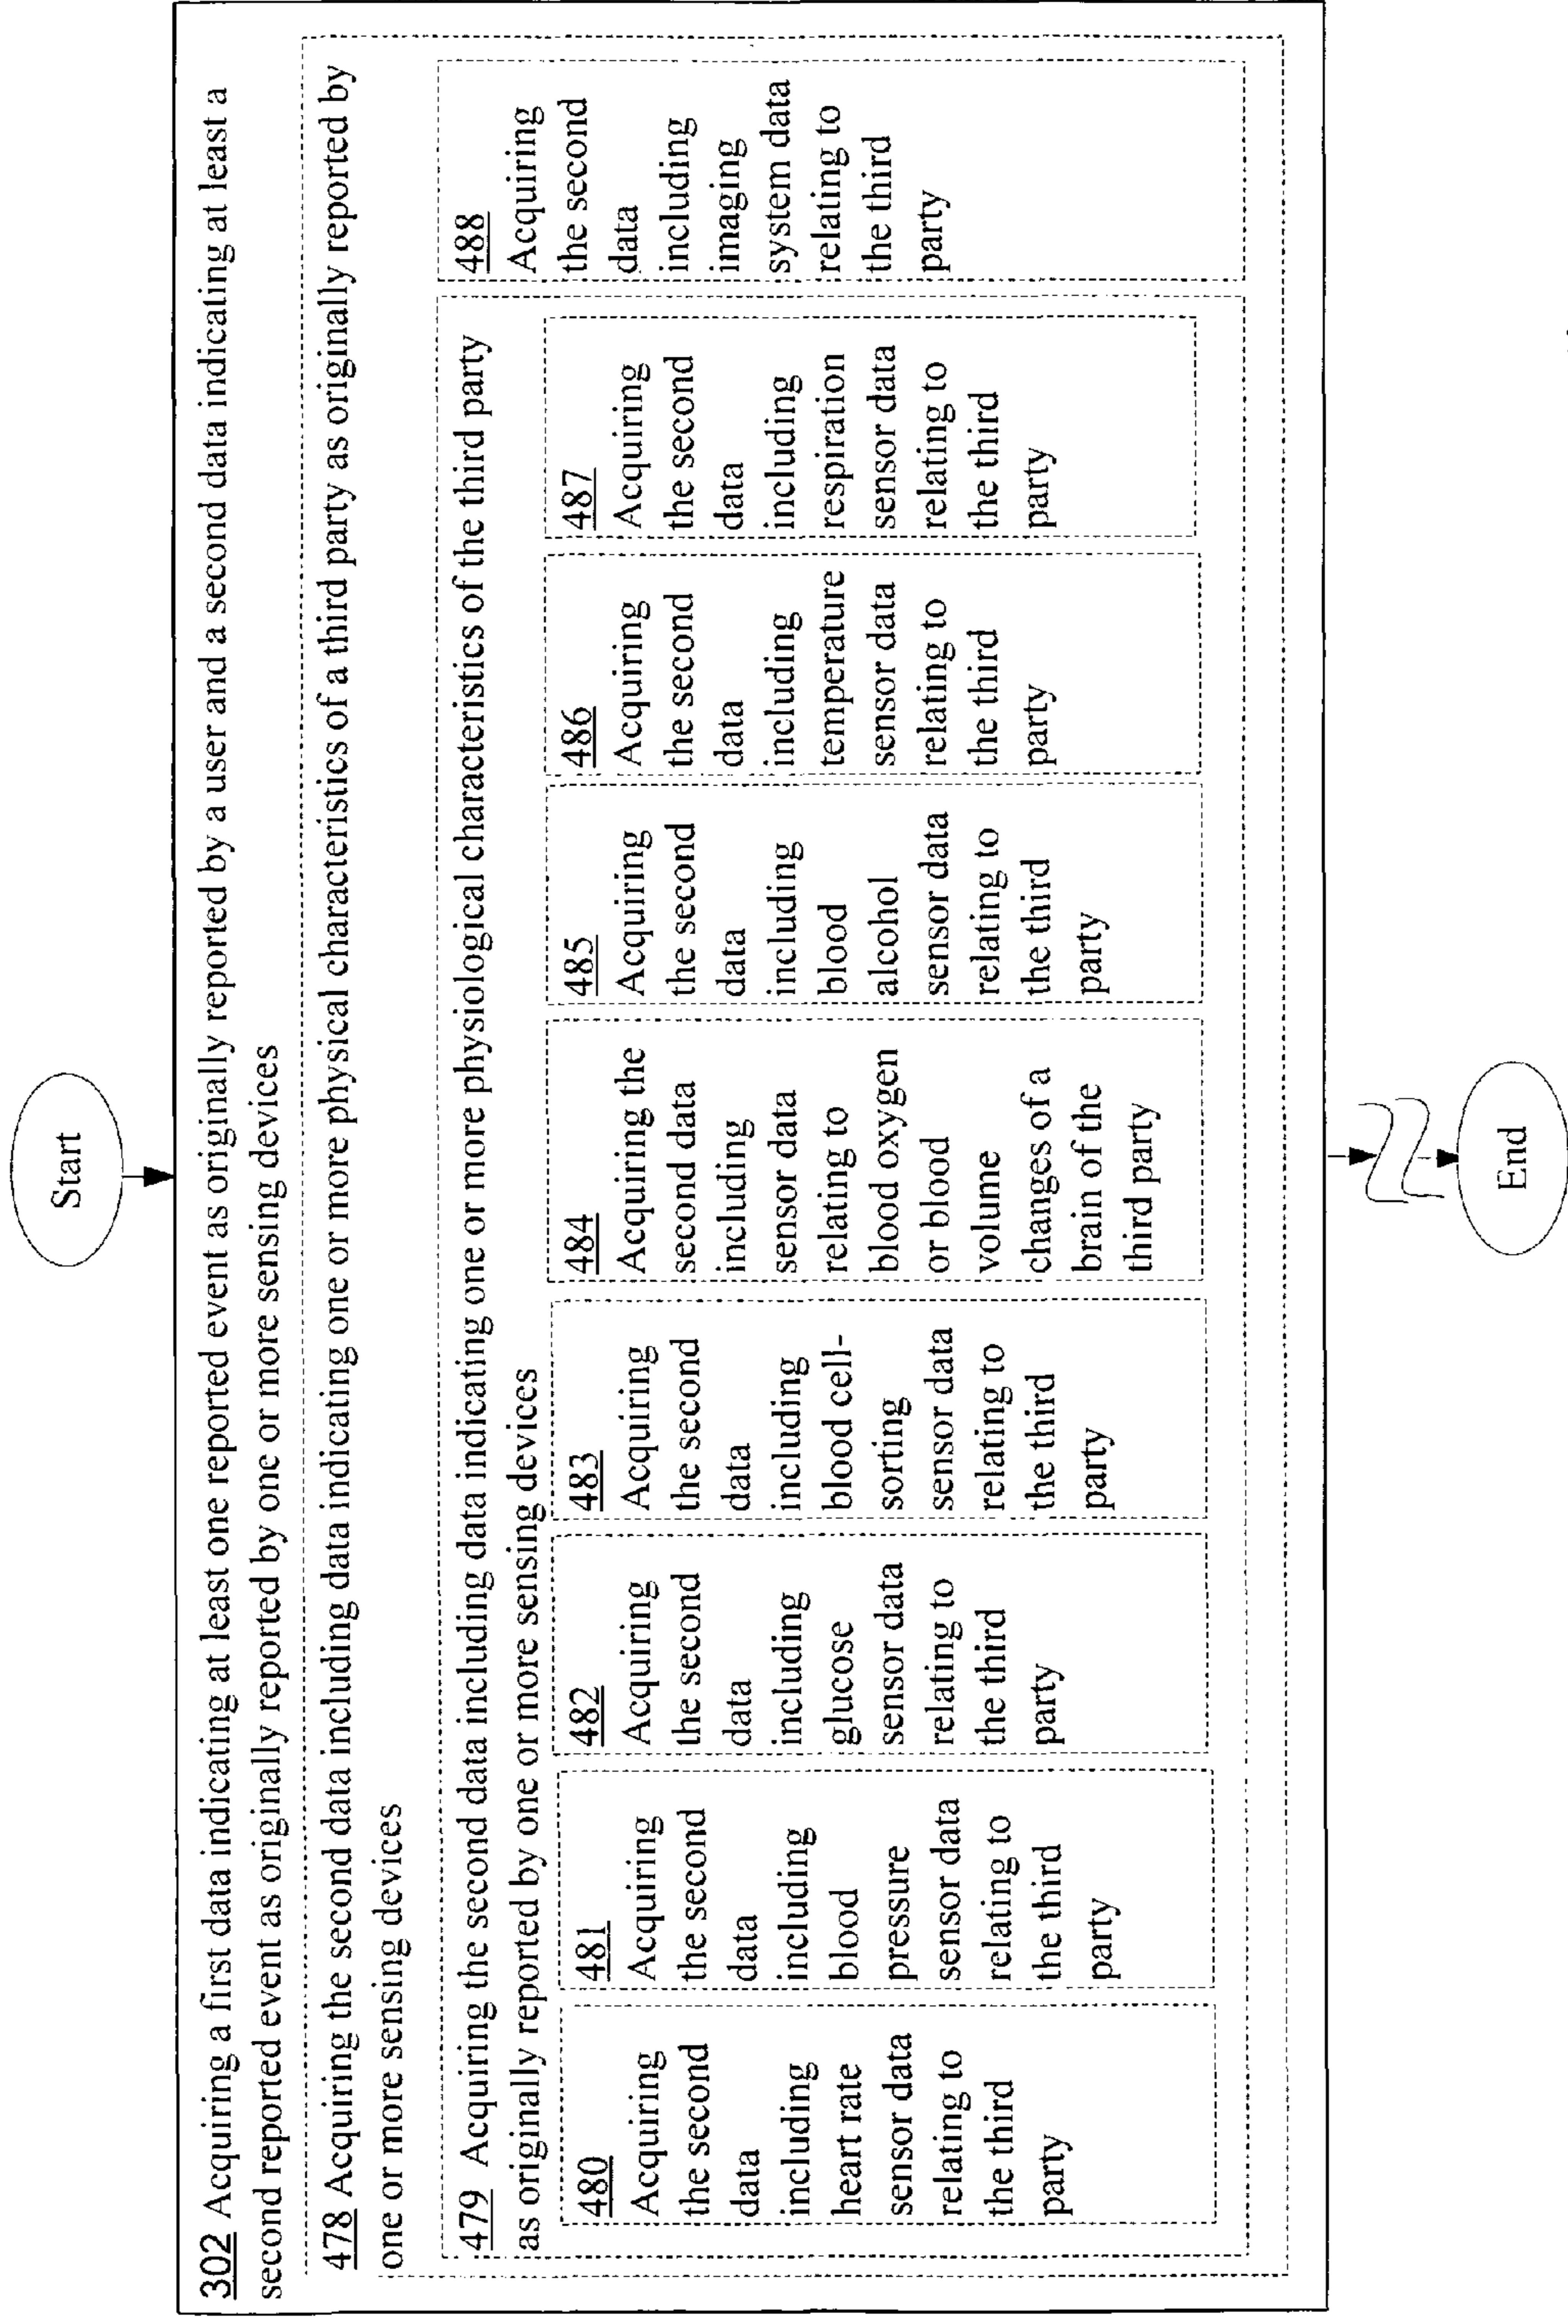 Start
302 Acquiring a first data indicating at least one reported event as originally reported by a user and a second data indicating at least a
second reported event as originally reported by one or more sensing devices
478 Acquiring the second data including data indicating one or more physical characteristics of a third party as originally reported by
one or more sensing devices
479 Acquiring the second data including data indicating one or more physiological characteristics of the third party
as originally reported by one or more sensing devices
480
Acquiring
the second
data
including
heart rate
sensor data
relating to
the third
party
481
Acquiring
the second
data
including
blood
pressure
sensor data
relating to
the third
party
482
Acquiring
the second
data
including
glucose
sensor data
relating to
the third
party
483
Acquiring
the second
data
including
blood cell-
sorting
sensor data
relating to
the third
party
484
Acquiring the
second data
including
sensor data
relating to
blood oxygen
or blood
volume
changes of a
brain of the
third party
485
Acquiring
the second
data
including
blood
alcohol
sensor data
relating to
the third
party
486
Acquiring
the second
data
including
temperature
sensor data
relating to
the third
party
487
Acquiring
the second
data
including
respiration
sensor data
relating to
the third
party
488
Acquiring
the second
data
including
imaging
system data
relating to
the third
party
End